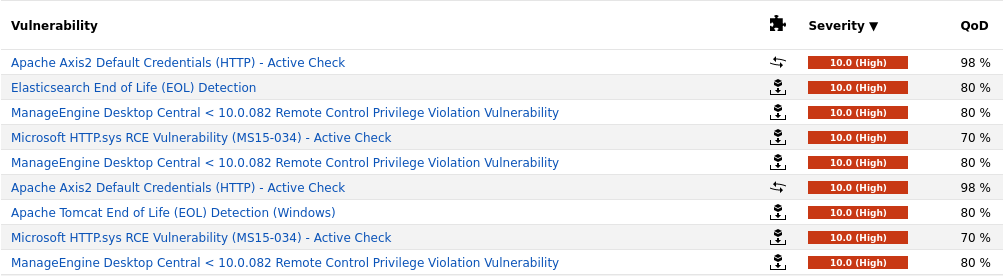 Vulnerability Severity ▼ QoD
Apache Axis2 Default Credentials (HTTP) - Active Check 10.0 (High) 98 %
Elasticsearch End of Life (EOL) Detection 10.0 (High) 80 %
ManageEngine Desktop Central < 10.0.082 Remote Control Privilege Violation Vulnerability 10.0 (High) 80 %
Microsoft HTTP.sys RCE Vulnerability (MS15-034) - Active Check 10.0 (High) 70 %
ManageEngine Desktop Central < 10.0.082 Remote Control Privilege Violation Vulnerability 10.0 (High) 80 %
Apache Axis2 Default Credentials (HTTP) - Active Check 10.0 (High) 98 %
Apache Tomcat End of Life (EOL) Detection (Windows) 10.0 (High) 80 %
Microsoft HTTP.sys RCE Vulnerability (MS15-034) - Active Check 10.0 (High) 70 %
ManageEngine Desktop Central < 10.0.082 Remote Control Privilege Violation Vulnerability 10.0 (High) 80 %